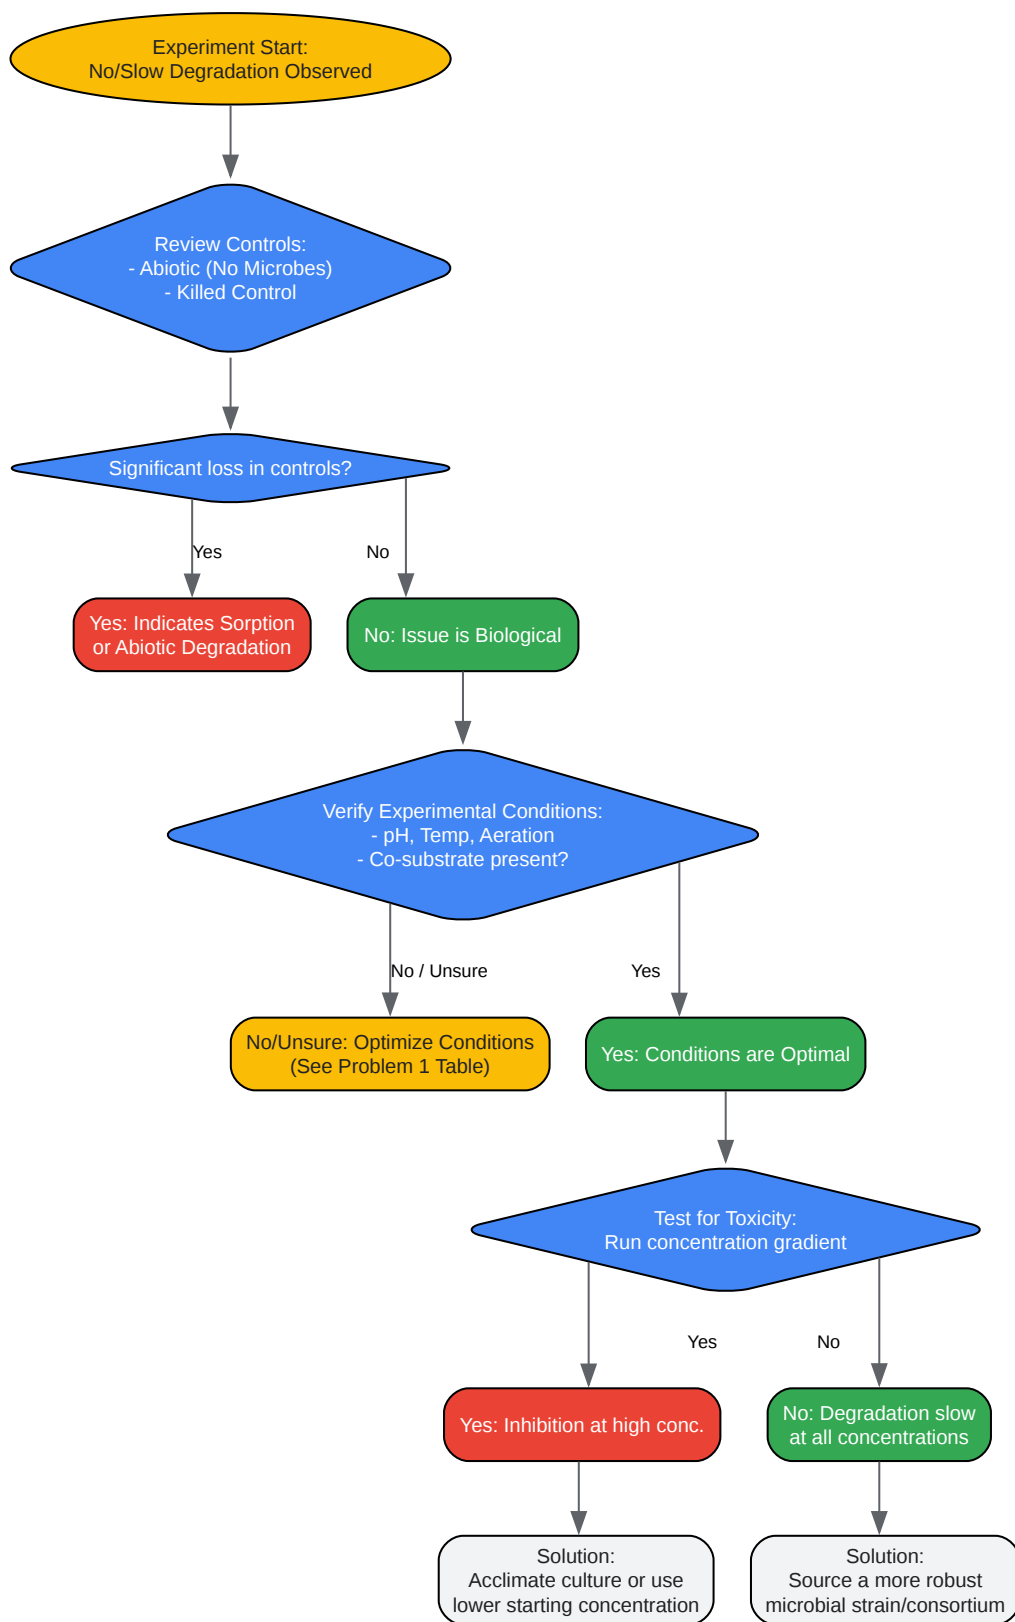 Experiment Start:
No/Slow Degradation Observed
Review Controls:
- Abiotic (No Microbes)
- Killed Control
Significant loss in controls?
Yes
No
Yes: Indicates Sorption
or Abiotic Degradation
No: Issue is Biological
Verify Experimental Conditions:
- pH, Temp, Aeration
- Co-substrate present?
No / Unsure
Yes
No/Unsure: Optimize Conditions
(See Problem 1 Table)
Yes: Conditions are Optimal
Test for Toxicity:
Run concentration gradient
Yes
No
Yes: Inhibition at high conc.
No: Degradation slow
at all concentrations
Solution:
Acclimate culture or use
lower starting concentration
Solution:
Source a more robust
microbial strain/consortium